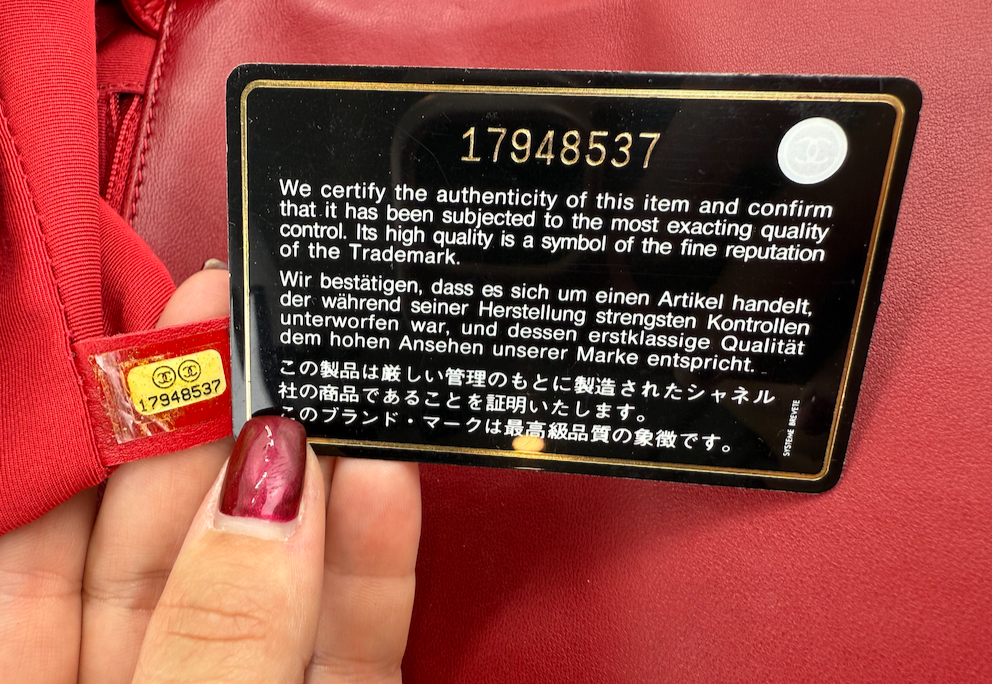 17948537
We certify the authenticity of this item and confirm
that it has been subjected to the most exacting quality
control. Its high quality is a symbol of the fine reputation
of the Trademark.
Wir bestätigen, dass es sich um einen Artikel handelt,
der während seiner Herstellung strengsten Kontrollen
unterworfen war, und dessen erstklassige Qualität
dem hohen Ansehen unserer Marke entspricht.
この製品は厳しい管理のもとに製造されたシャネル
社の商品であることを証明いたします。
このブランド・マークは最高級品質の象徴です。
SYSTEME BREVETE
17948537